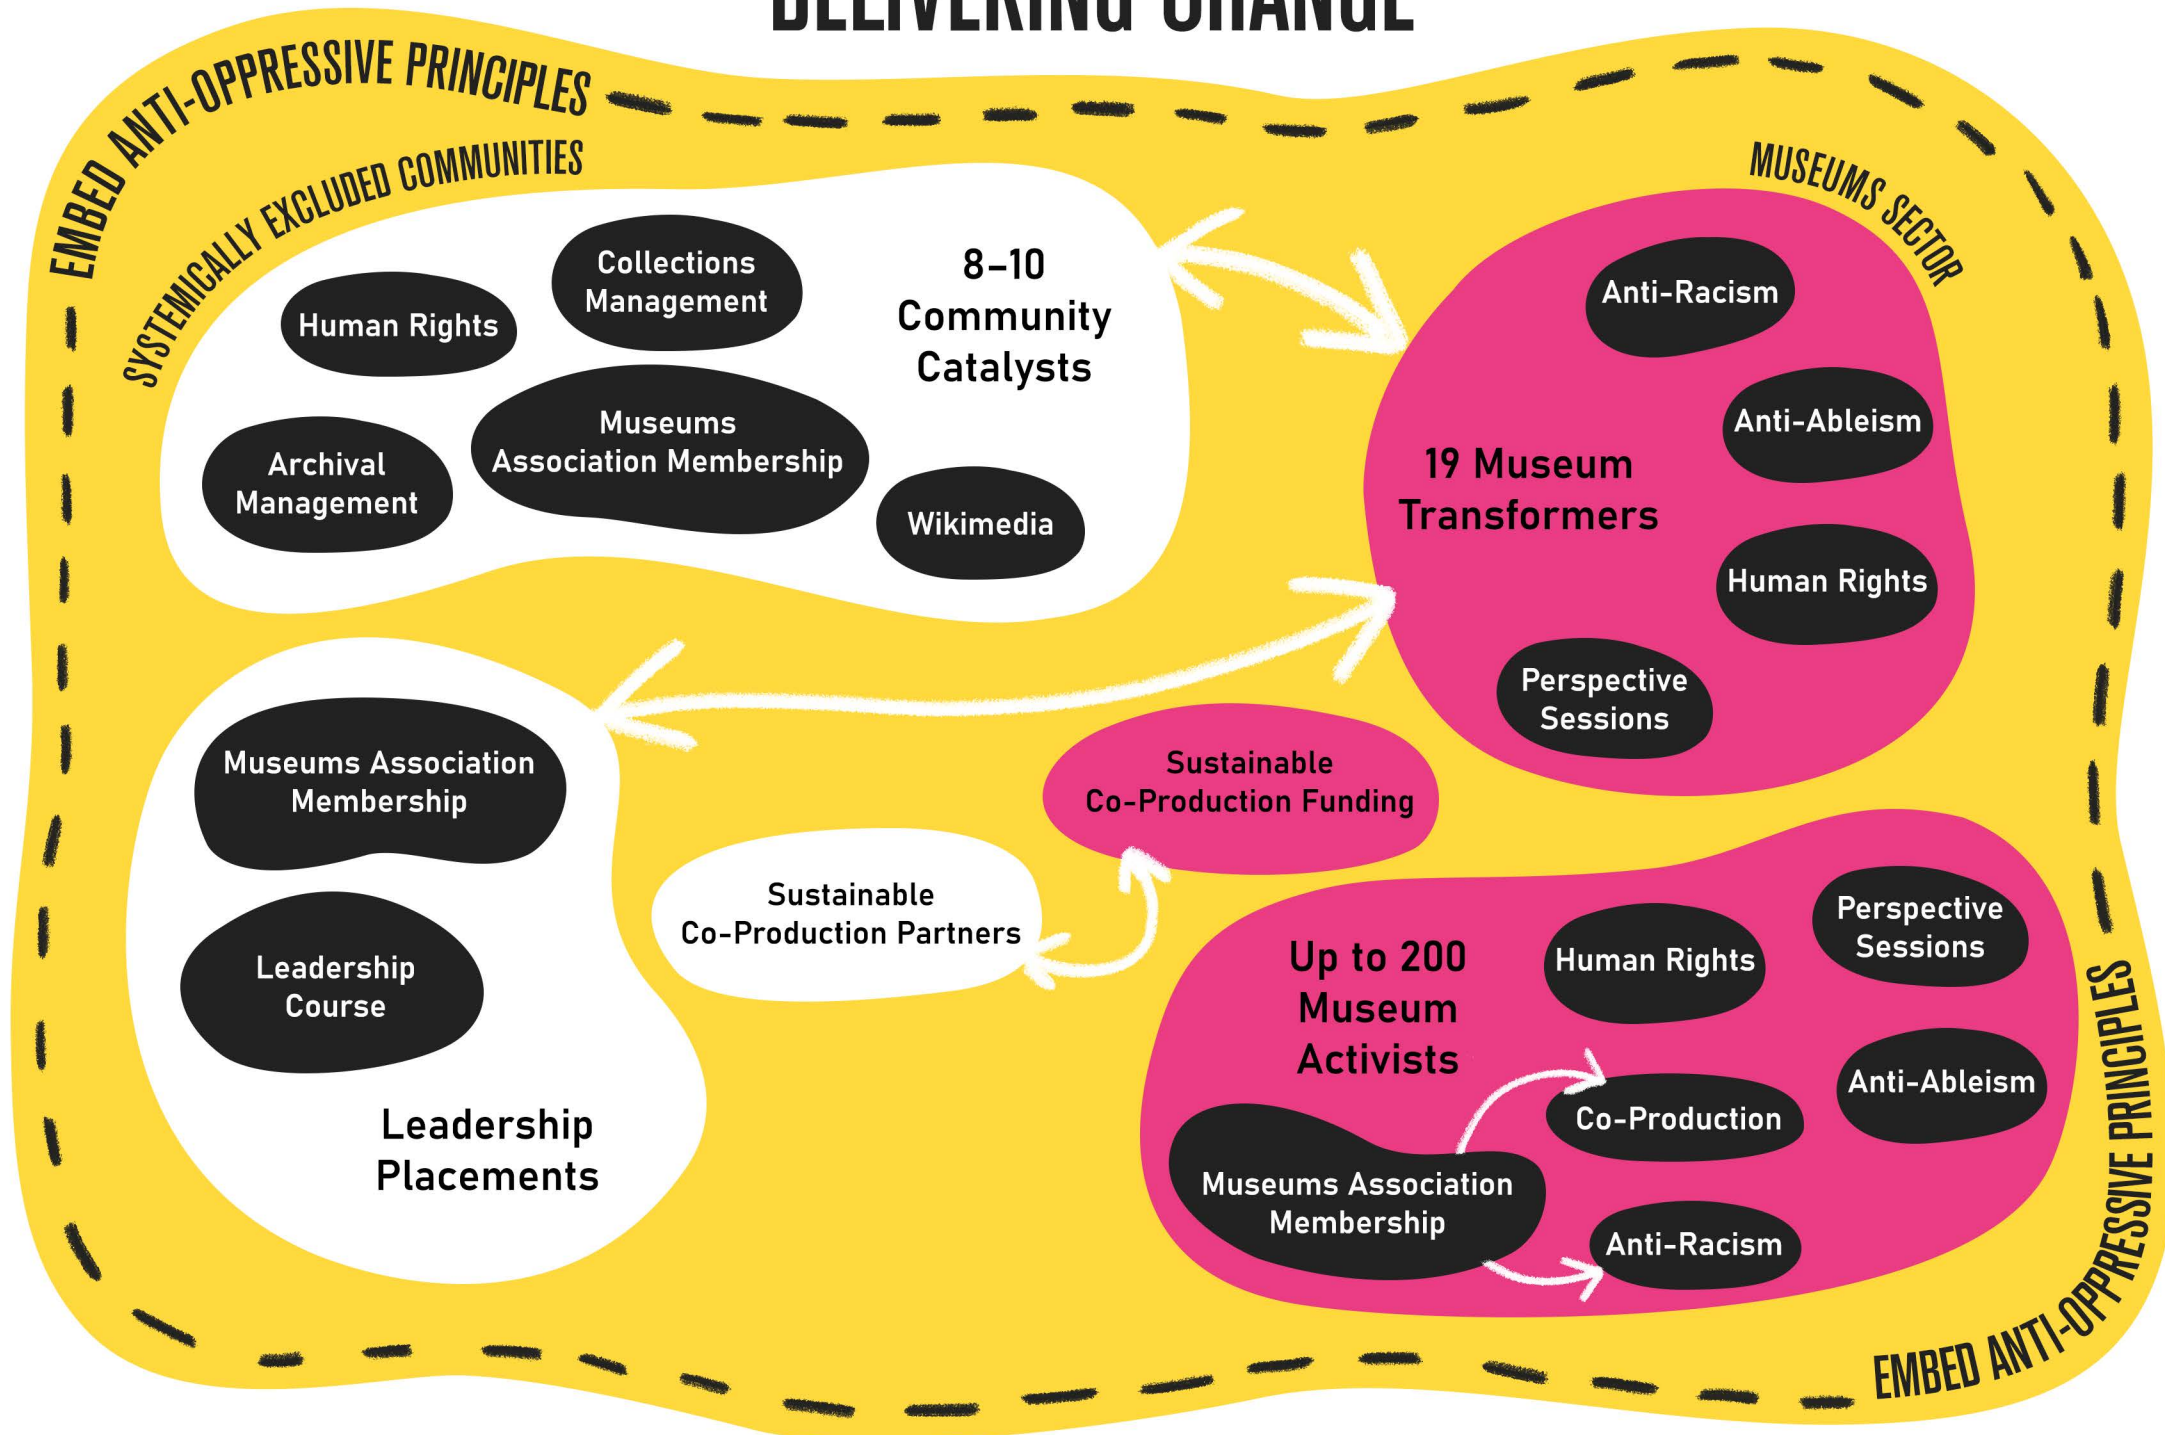 DELIVERING CHANGE
EMBED ANTI-OPPRESSIVE PRINCIPLES
SYSTEMICALLY EXCLUDED COMMUNITIES
Human Rights
Collections
Management
8–10
Community
Catalysts
Archival
Management
Museums
Association Membership
Wikimedia
MUSEUMS SECTOR
Anti-Racism
Anti-Ableism
19 Museum
Transformers
Human Rights
Perspective
Sessions
Museums Association
Membership
Leadership
Course
Leadership
Placements
Sustainable
Co-Production Funding
Sustainable
Co-Production Partners
Up to 200
Museum
Activists
Human Rights
Perspective
Sessions
Co-Production
Anti-Ableism
Museums Association
Membership
Anti-Racism
EMBED ANTI-OPPRESSIVE PRINCIPLES